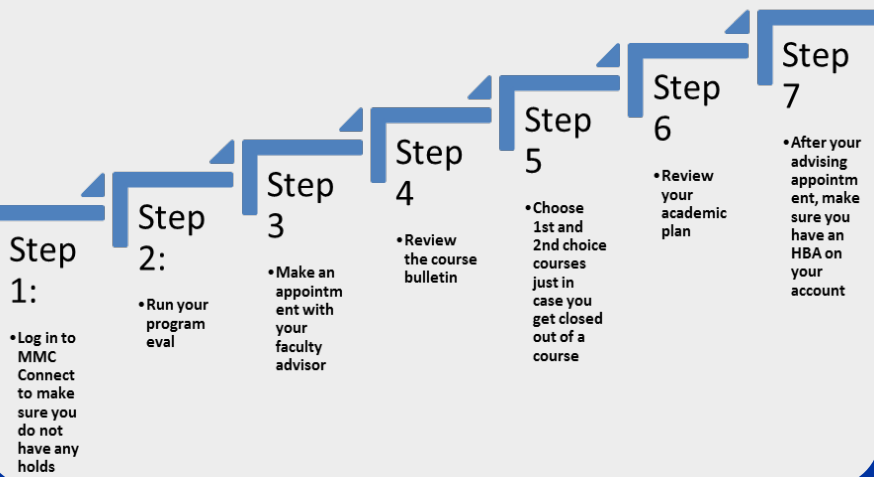 Step
1:
•Log in to
MMC
Connect
to make
sure you
do not
have any
holds
Step
2:
•Run your
program
eval
Step
3
•Make an
appointm
ent with
your
faculty
advisor
Step
4
•Review
the course
bulletin
Step
5
•Choose
1st and
2nd choice
courses
just in
case you
get closed
out of a
course
Step
6
•Review
your
academic
plan
Step
7
•After your
advising
appointm
ent, make
sure you
have an
HBA on
your
account